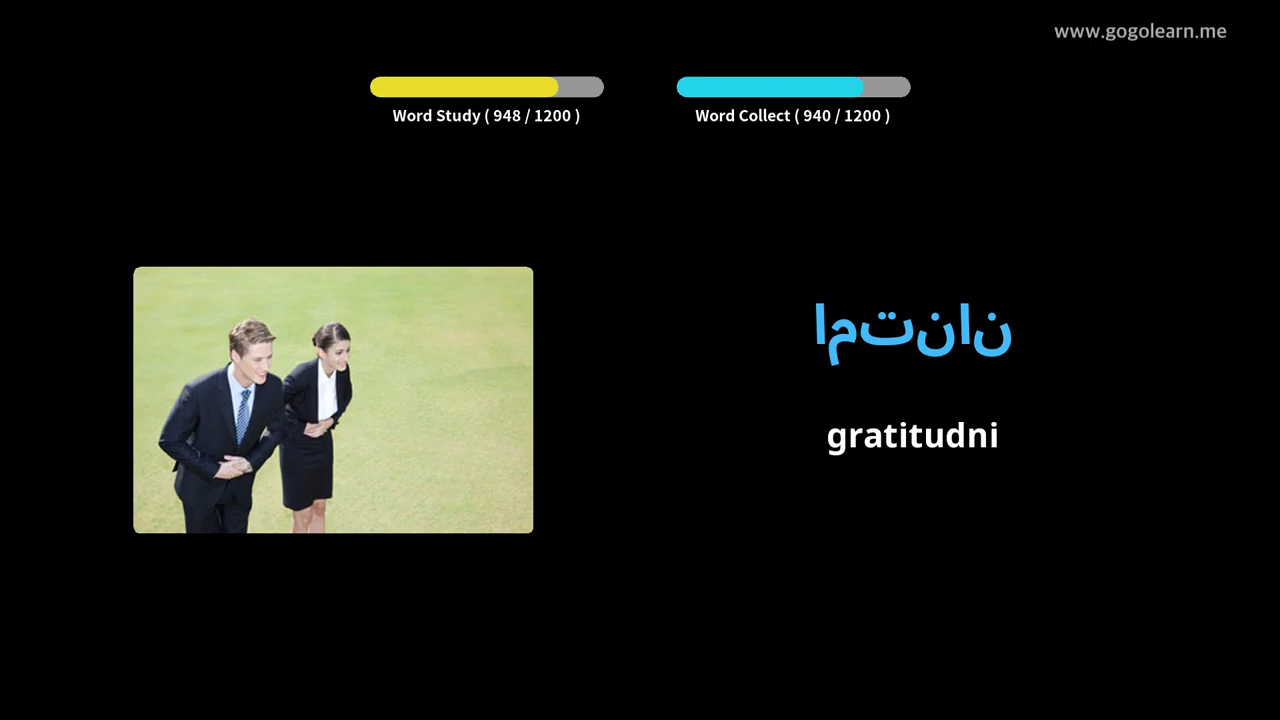 www.gogolearn.me
Word Study ( 948 / 1200 )
Word Collect ( 940 / 1200 )
امتنان
gratitudni